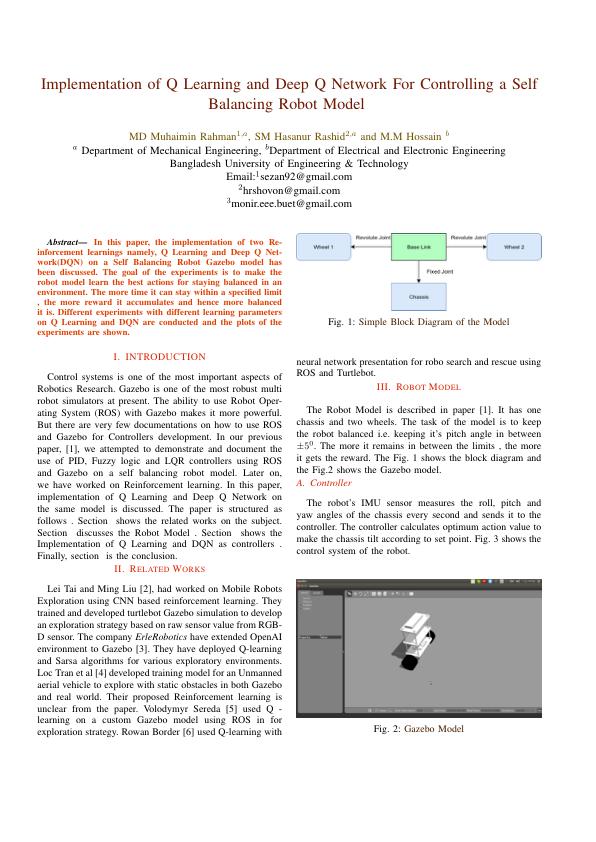 Implementation of Q Learning and Deep Q Network For Controlling a Self
Balancing Robot Model
MD Muhaimin Rahman1,a, SM Hasanur Rashid2,a and M.M Hossain b
a Department of Mechanical Engineering, bDepartment of Electrical and Electronic Engineering
Bangladesh University of Engineering & Technology
Email:1sezan92@gmail.com
2hrshovon@gmail.com
3monir.eee.buet@gmail.com
Abstract— In this paper, the implementation of two Re-
inforcement learnings namely, Q Learning and Deep Q Net-
work(DQN) on a Self Balancing Robot Gazebo model has
been discussed. The goal of the experiments is to make the
robot model learn the best actions for staying balanced in an
environment. The more time it can stay within a specified limit
, the more reward it accumulates and hence more balanced
it is. Different experiments with different learning parameters
on Q Learning and DQN are conducted and the plots of the
experiments are shown.
I. INTRODUCTION
Control systems is one of the most important aspects of
Robotics Research. Gazebo is one of the most robust multi
robot simulators at present. The ability to use Robot Oper-
ating System (ROS) with Gazebo makes it more powerful.
But there are very few documentations on how to use ROS
and Gazebo for Controllers development. In our previous
paper, [1], we attempted to demonstrate and document the
use of PID, Fuzzy logic and LQR controllers using ROS
and Gazebo on a self balancing robot model. Later on,
we have worked on Reinforcement learning. In this paper,
implementation of Q Learning and Deep Q Network on
the same model is discussed. The paper is structured as
follows . Section shows the related works on the subject.
Section discusses the Robot Model . Section shows the
Implementation of Q Learning and DQN as controllers .
Finally, section is the conclusion.
II. RELATED WORKS
Lei Tai and Ming Liu [2], had worked on Mobile Robots
Exploration using CNN based reinforcement learning. They
trained and developed turtlebot Gazebo simulation to develop
an exploration strategy based on raw sensor value from RGB-
D sensor. The company ErleRobotics have extended OpenAI
environment to Gazebo [3]. They have deployed Q-learning
and Sarsa algorithms for various exploratory environments.
Loc Tran et al [4] developed training model for an Unmanned
aerial vehicle to explore with static obstacles in both Gazebo
and real world. Their proposed Reinforcement learning is
unclear from the paper. Volodymyr Sereda [5] used Q -
learning on a custom Gazebo model using ROS in for
exploration strategy. Rowan Border [6] used Q-learning with
Wheel 1
Revolute Joint
Base Link
Revolute Joint
Wheel 2
Fixed Joint
Chassis
Fig. 1: Simple Block Diagram of the Model
neural network presentation for robo search and rescue using
ROS and Turtlebot.
III. ROBOT MODEL
The Robot Model is described in paper [1]. It has one
chassis and two wheels. The task of the model is to keep
the robot balanced i.e. keeping it's pitch angle in between
±5⁰. The more it remains in between the limits , the more
it gets the reward. The Fig. 1 shows the block diagram and
the Fig.2 shows the Gazebo model.
A. Controller
The robot's IMU sensor measures the roll, pitch and
yaw angles of the chassis every second and sends it to the
controller. The controller calculates optimum action value to
make the chassis tilt according to set point. Fig. 3 shows the
control system of the robot.
Fig. 2: Gazebo Model